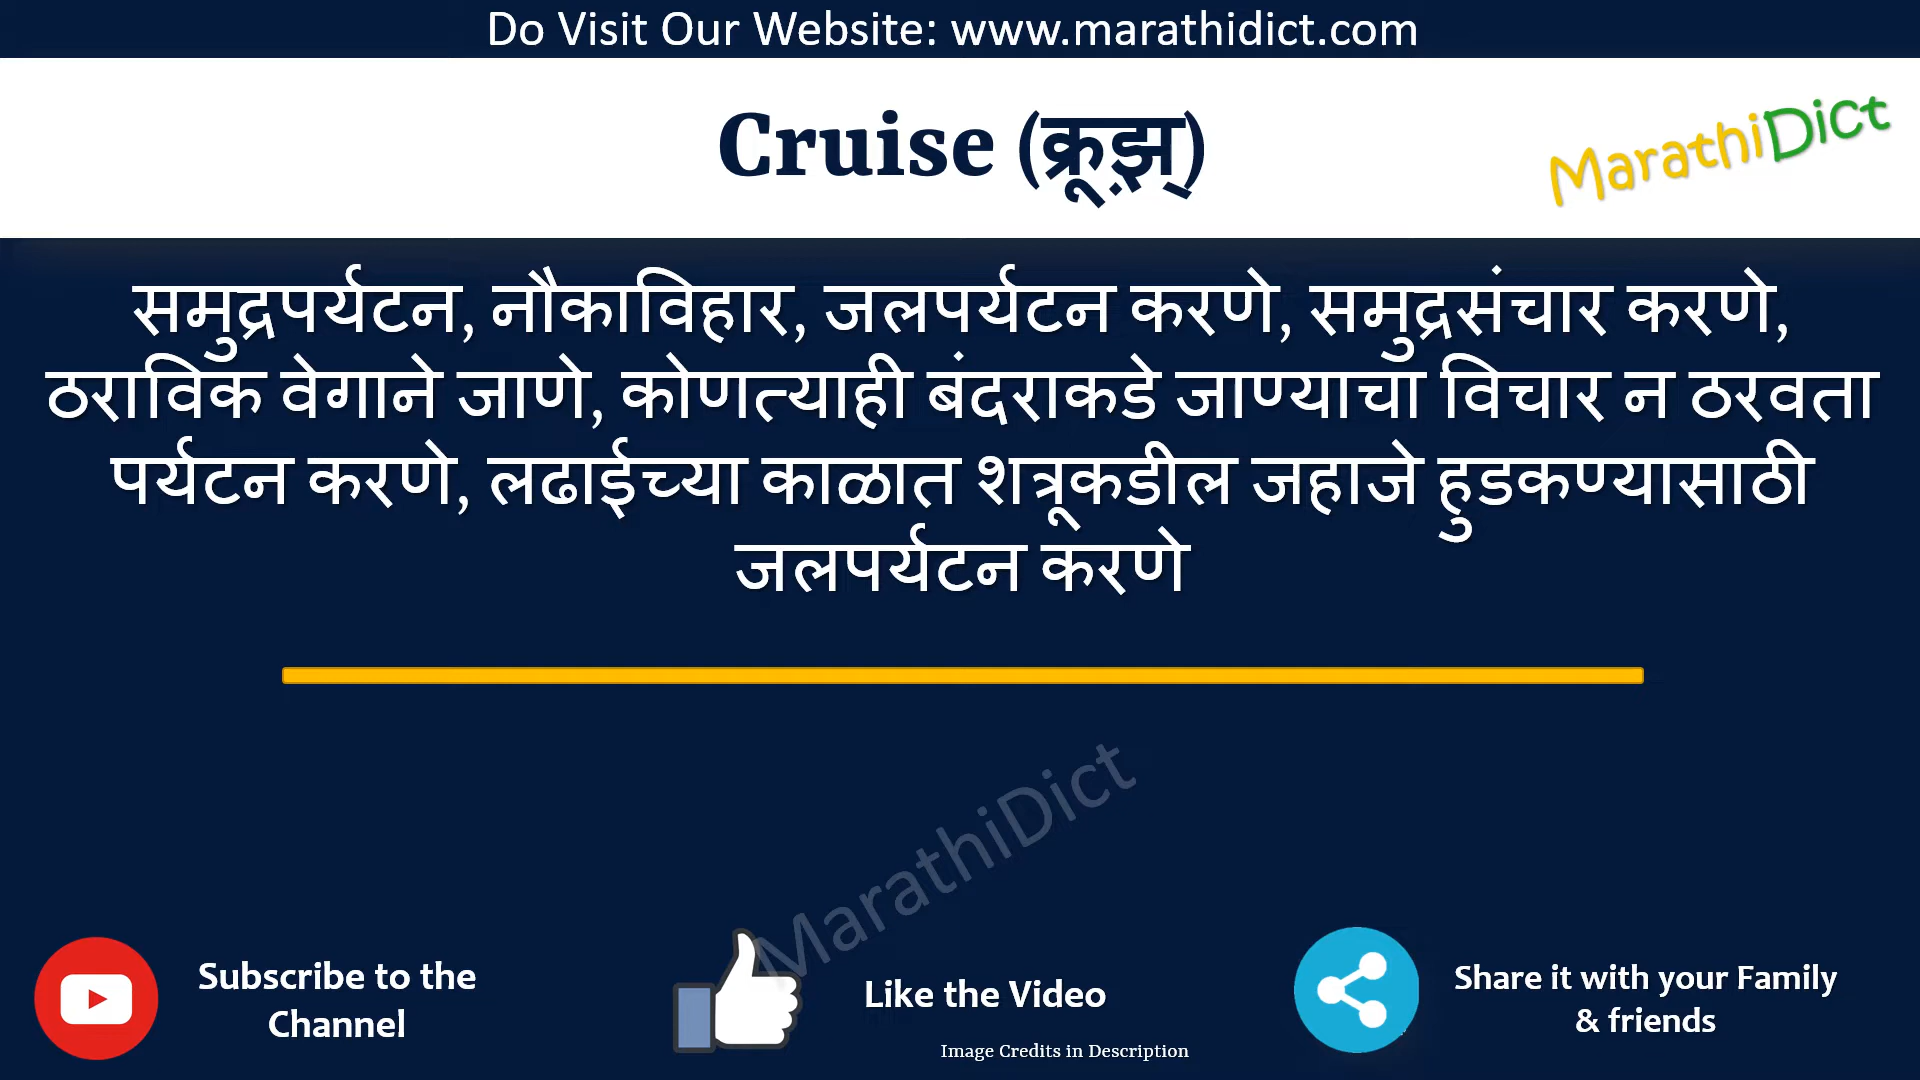 Do Visit Our Website: www.marathidict.com
Cruise (क्रूझ़्)
MarathiDict
समुद्रपर्यटन, नौकाविहार, जलपर्यटन करणे, समुद्रसंचार करणे,
ठराविक वेगाने जाणे, कोणत्याही बंदराकडे जाण्याचा विचार न ठरवता
पर्यटन करणे, लढाईच्या काळात शत्रूकडील जहाजे हुडकण्यासाठी
जलपर्यटन करणे
MarathiDict
Subscribe to the
Channel
Like the Video
Share it with your Family
& friends
Image Credits in Description